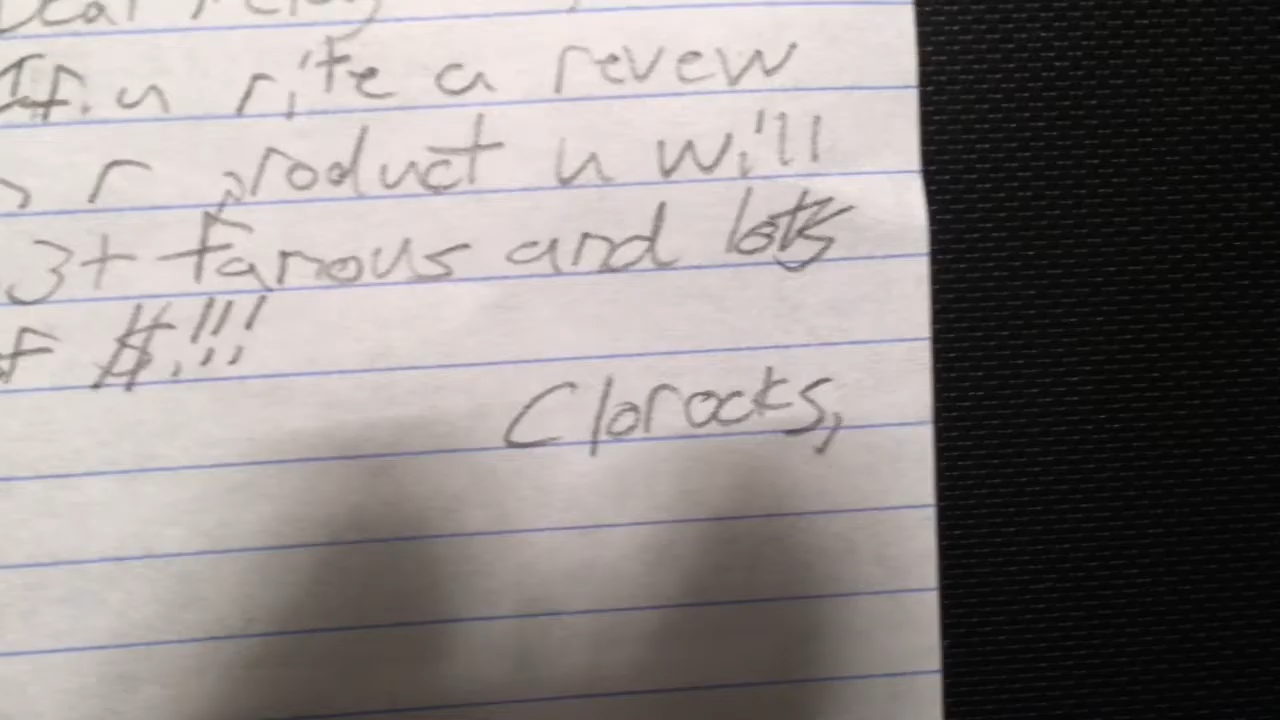 If u rite a revew
r product u will
3t famous and lots
f $!!!
Clorocks,